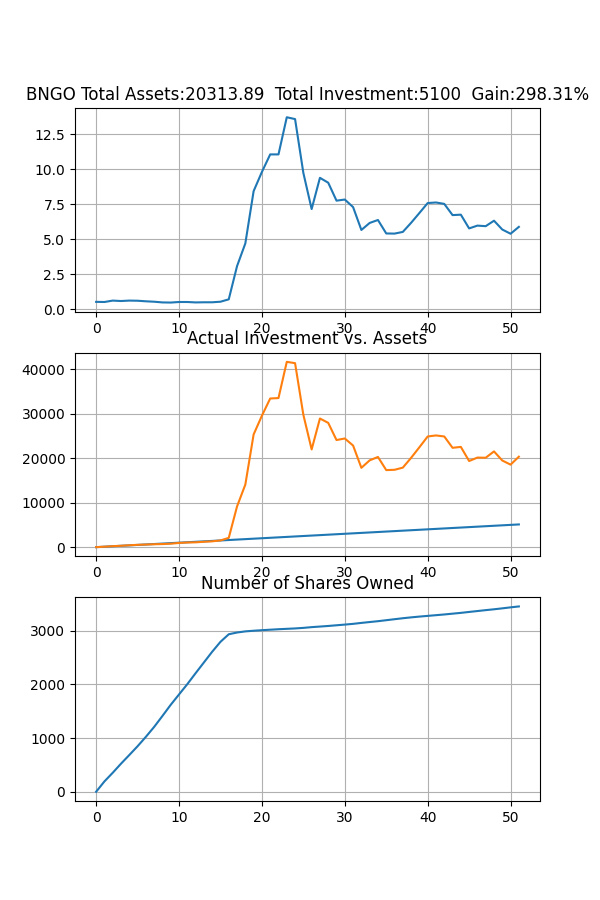 BNGO Total Assets:20313.89 Total Investment:5100 Gain:298.31%
12.5
10.0
7.5
5.0
2.5
0.0
0 10 20 30 40 50
Actual Investment vs. Assets
40000
30000
20000
10000
0
0 10 20 30 40 50
Number of Shares Owned
3000
2000
1000
0
0 10 20 30 40 50